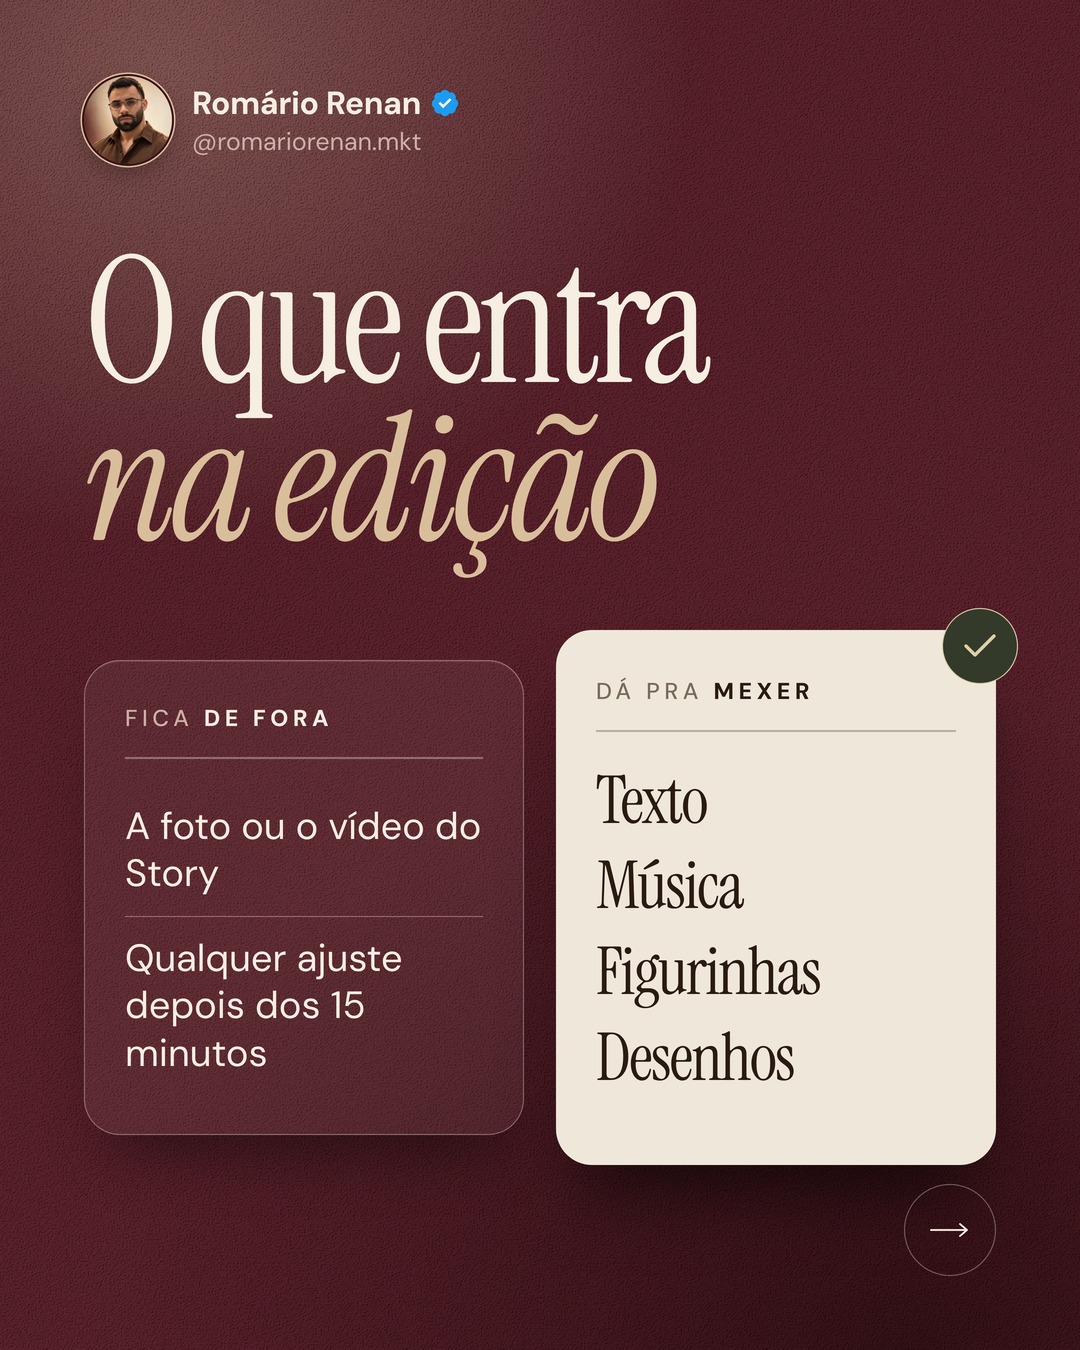 Romário Renan
@romariorenan.mkt
O que entra
na edição
FICA DE FORA
A foto ou o vídeo do
Story
Qualquer ajuste
depois dos 15
minutos
DÁ PRA MEXER
Texto
Música
Figurinhas
Desenhos